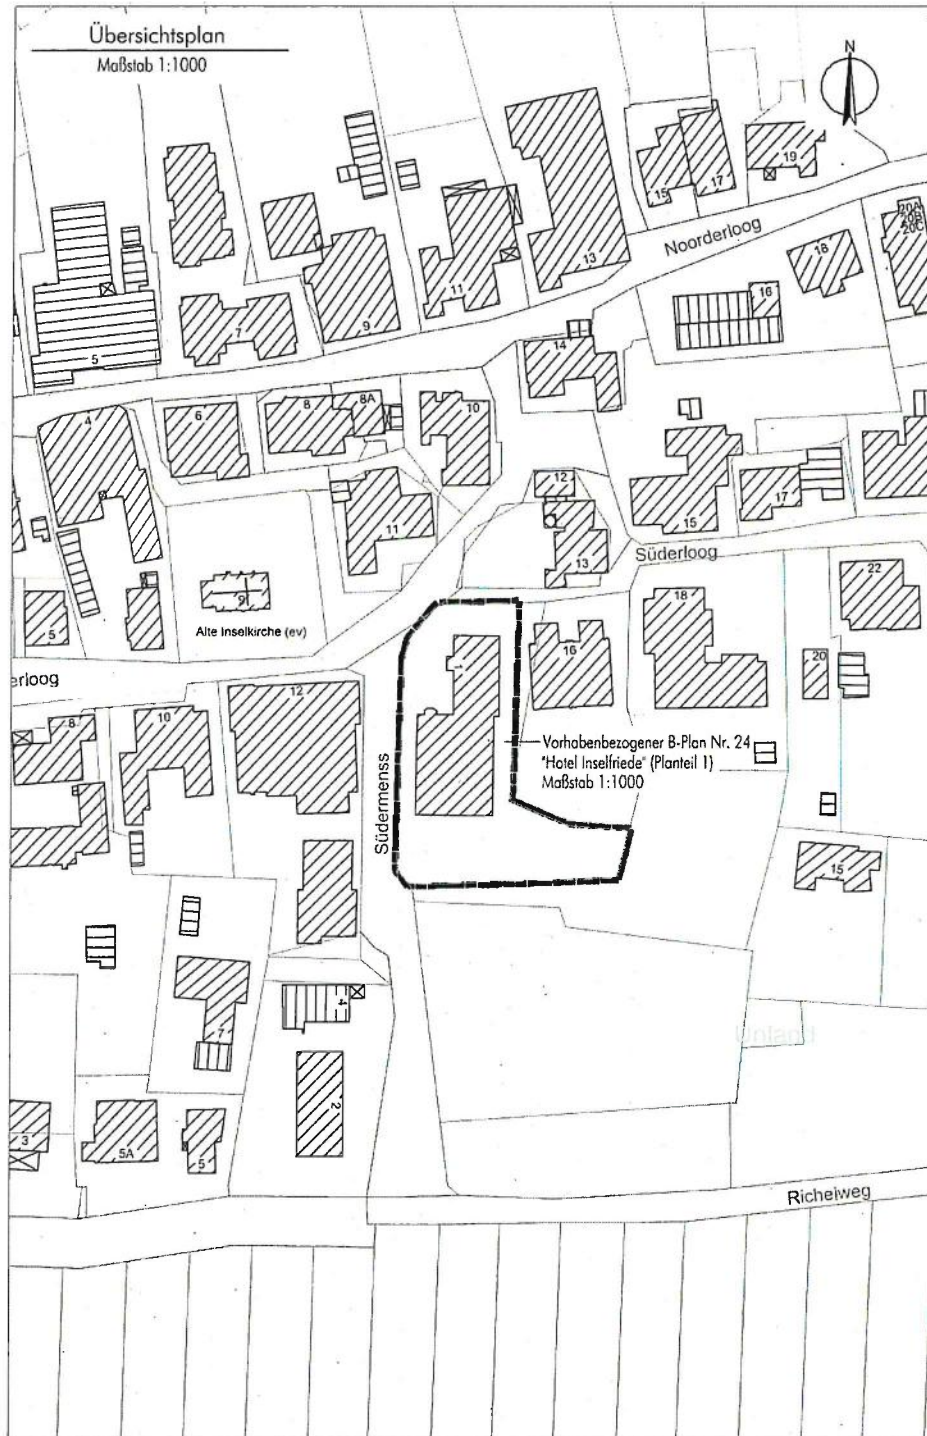 Übersichtsplan
Maßstab 1:1000
N
19
15
17
Noorderloog
20A
20B
20C
18
13
16
11
9
7
5
14
8A
8
6
4
10
12
17
11
15
Süderloog
13
22
9
5
Alte Inselkirche (ev)
18
1
16
20
erloog
12
10
8
Vorhabenbezogener B-Plan Nr. 24
"Hotel Inselfriede" (Planteil 1)
Maßstab 1:1000
Südermenss
15
4
7
Unland
2
3
5A
5
Richelweg